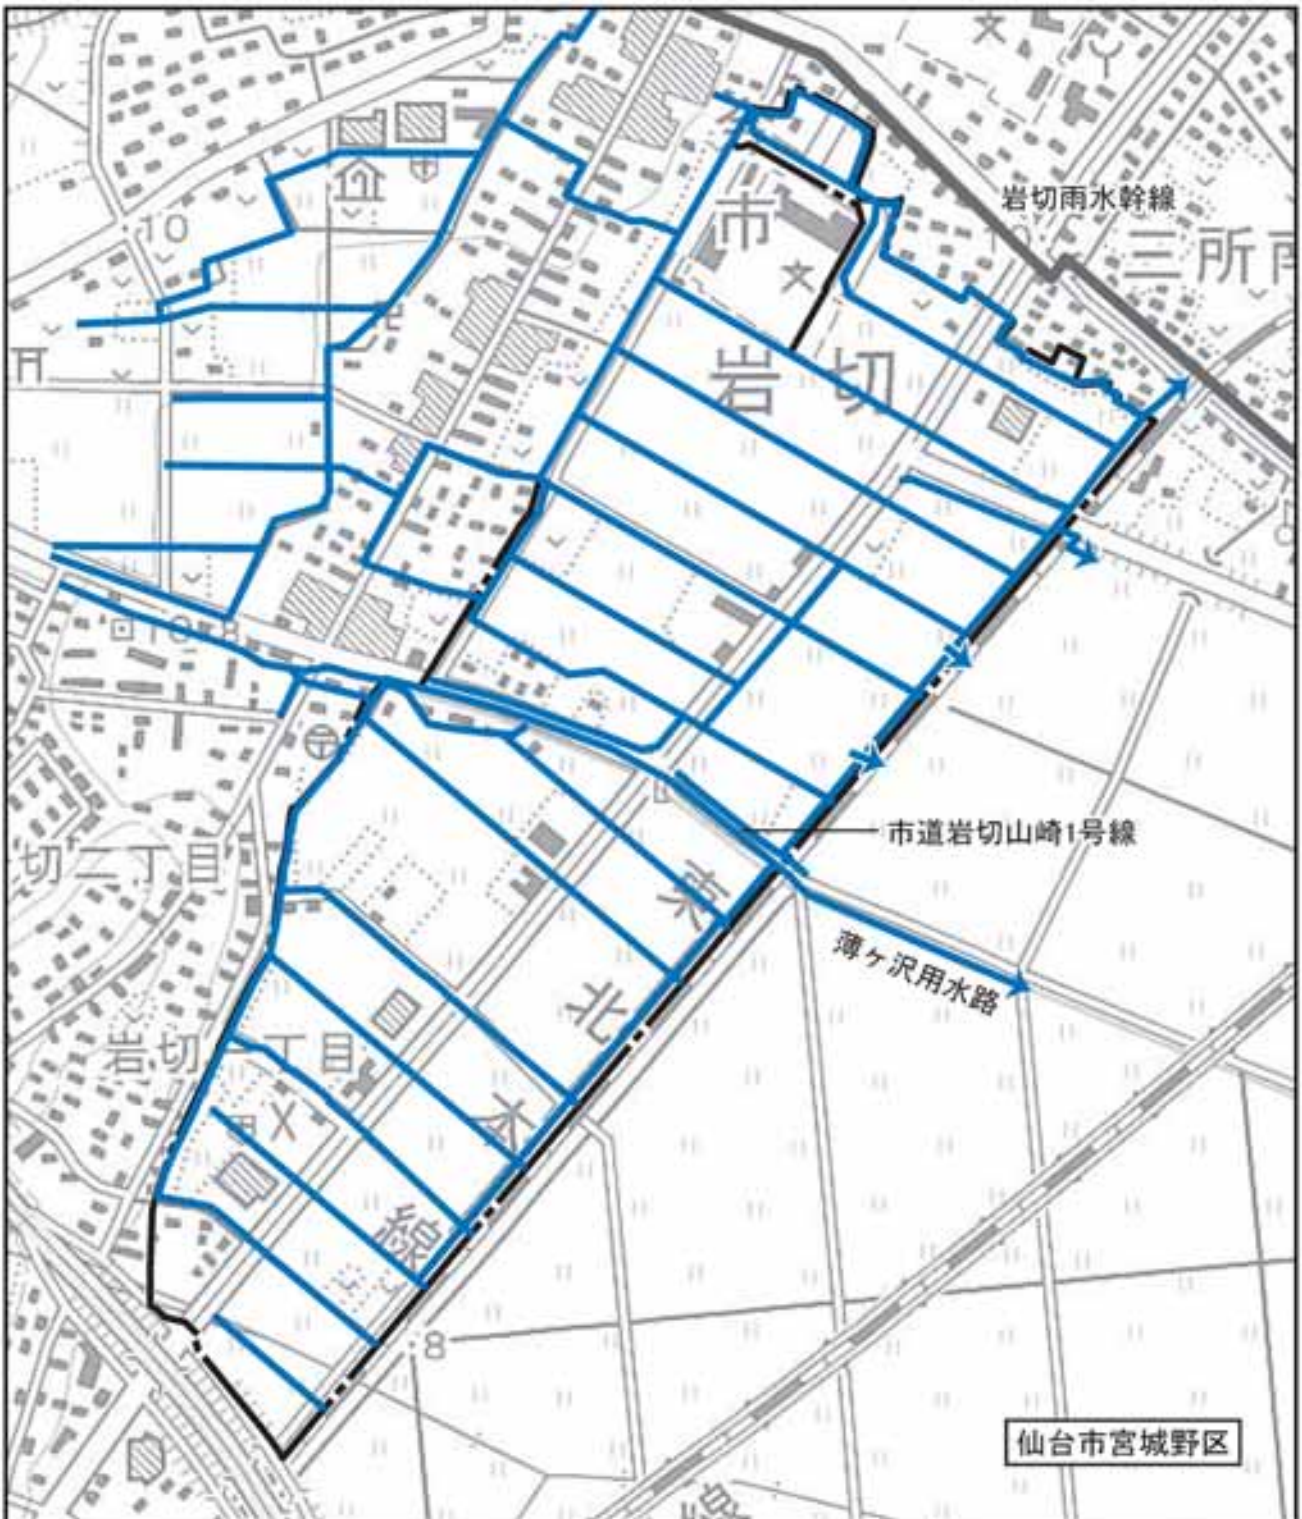 岩切雨水幹線
10
市
三所
岩切
10.8
市道岩切山崎1号線
切二丁目
東
薄ヶ沢用水路
北
岩切一丁目
本
線
8
仙台市宮城野区